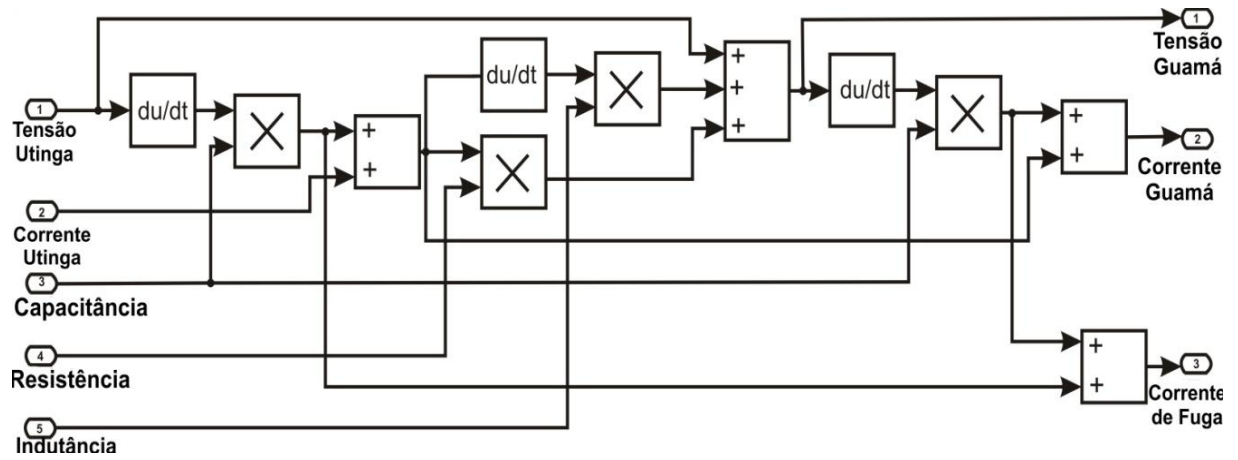 1
Tensão
Utinga
2
Corrente
Utinga
3
Capacitância
4
Resistência
5
Indutância
du/dt
+
+
du/dt
+
+
+
du/dt
+
+
+
+
1
Tensão
Guamá
2
Corrente
Guamá
3
Corrente
de Fuga